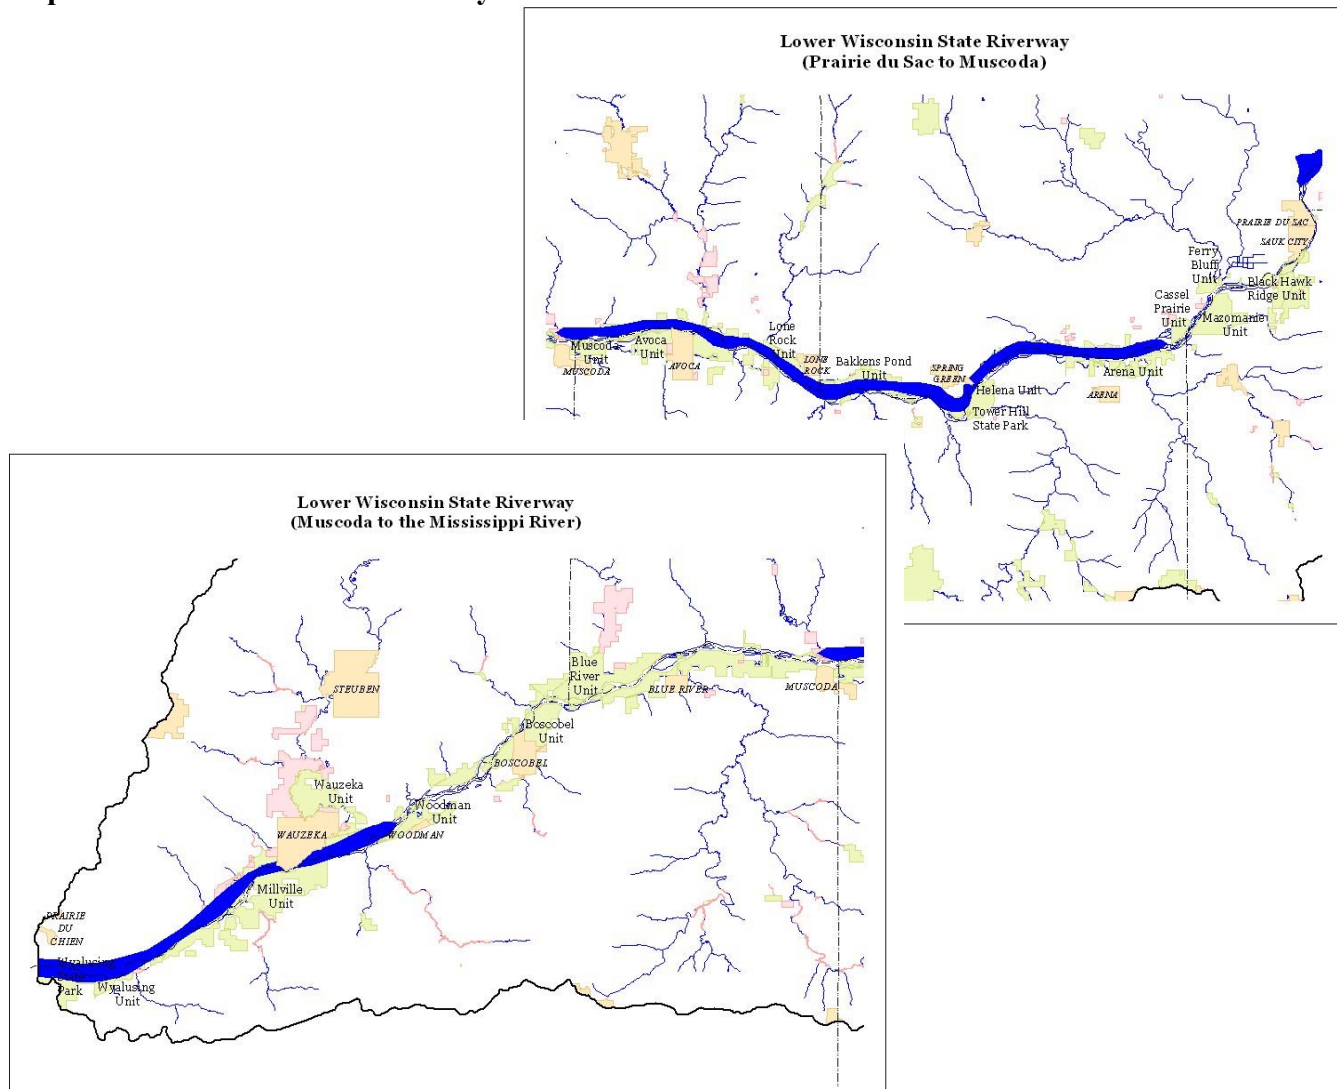 Lower Wisconsin State Riverway
(Prairie du Sac to Muscoda)
PRAIRIE DU SAC
SAUK CITY
Ferry
Bluff
Unit
Black Hawk
Ridge Unit
Cassel
Prairie
Unit
Mazomanie
Unit
Lone
Rock
Unit
Muscoda
Unit
Avoca
Unit
MUSCODA
AVOCA
LONE
ROCK
Bakkens Pond
Unit
SPRING
GREEN
Helena Unit
Arena Unit
ARENA
Tower Hill
State Park
Lower Wisconsin State Riverway
(Muscoda to the Mississippi River)
Blue
River
Unit
STEUBEN
BLUE RIVER
MUSCODA
Boscobel
Unit
BOSCOBEL
Wauzeka
Unit
Woodman
Unit
WAUZEKA
WOODMAN
Millville
Unit
PRAIRIE
DU
CHIEN
Wyalusing
State
Park
Wyalusing
Unit